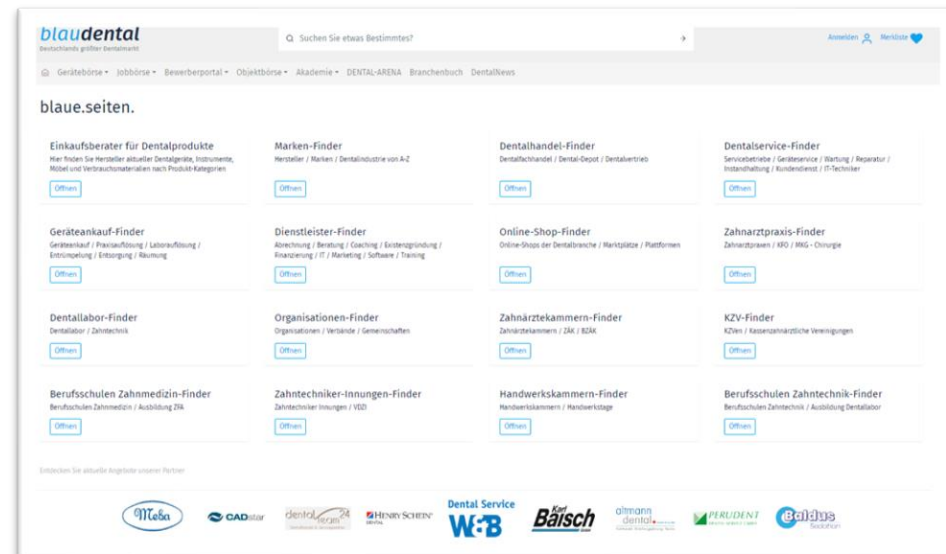 blaudental
Deutschlands größter Dentalmarkt
Suchen Sie etwas Bestimmtes?
Anmelden Merkliste
Gerätebörse Jobbörse Bewerberportal Objektbörse Akademie DENTAL-ARENA Branchenbuch DentalNews
blaue.seiten.
Einkaufsberater für Dentalprodukte
Hier finden Sie Hersteller aktueller Dentalgeräte, Instrumente,
Möbel und Verbrauchsmaterialien nach Produkt-Kategorien
Öffnen
Marken-Finder
Hersteller / Marken / Dentalindustrie von A-Z
Öffnen
Dentalhandel-Finder
Dentalfachhandel / Dental-Depot / Dentalvertrieb
Öffnen
Dentalservice-Finder
Servicebetriebe / Geräteservice / Wartung / Reparatur /
Instandhaltung / Kundendienst / IT-Techniker
Öffnen
Geräteankauf-Finder
Geräteankauf / Praxisauflösung / Laborauflösung /
Entrümpelung / Entsorgung / Räumung
Öffnen
Dienstleister-Finder
Abrechnung / Beratung / Coaching / Existenzgründung /
Finanzierung / IT / Marketing / Software / Training
Öffnen
Online-Shop-Finder
Online-Shops der Dentalbranche / Marktplätze / Plattformen
Öffnen
Zahnarztpraxis-Finder
Zahnarztpraxen / KFO / MKG - Chirurgie
Öffnen
Dentallabor-Finder
Dentallabor / Zahntechnik
Öffnen
Organisationen-Finder
Organisationen / Verbände / Gemeinschaften
Öffnen
Zahnärztekammern-Finder
Zahnärztekammern / ZÄK / BZÄK
Öffnen
KZV-Finder
KZVen / Kassenzahnärztliche Vereinigungen
Öffnen
Berufsschulen Zahnmedizin-Finder
Berufsschulen Zahnmedizin / Ausbildung ZFA
Öffnen
Zahntechniker-Innungen-Finder
Zahntechniker Innungen / VDZI
Öffnen
Handwerkskammern-Finder
Handwerkskammern / Handwerkstage
Öffnen
Berufsschulen Zahntechnik-Finder
Berufsschulen Zahntechnik / Ausbildung Dentallabor
Öffnen
Entdecken Sie aktuelle Angebote unserer Partner
Meßa
CADstar
dental team 24
HENRY SCHEIN
DENTAL
Dental Service
W&B
Karl
Baisch
altmann
dental
PERUDENT
Baldus
Sedation